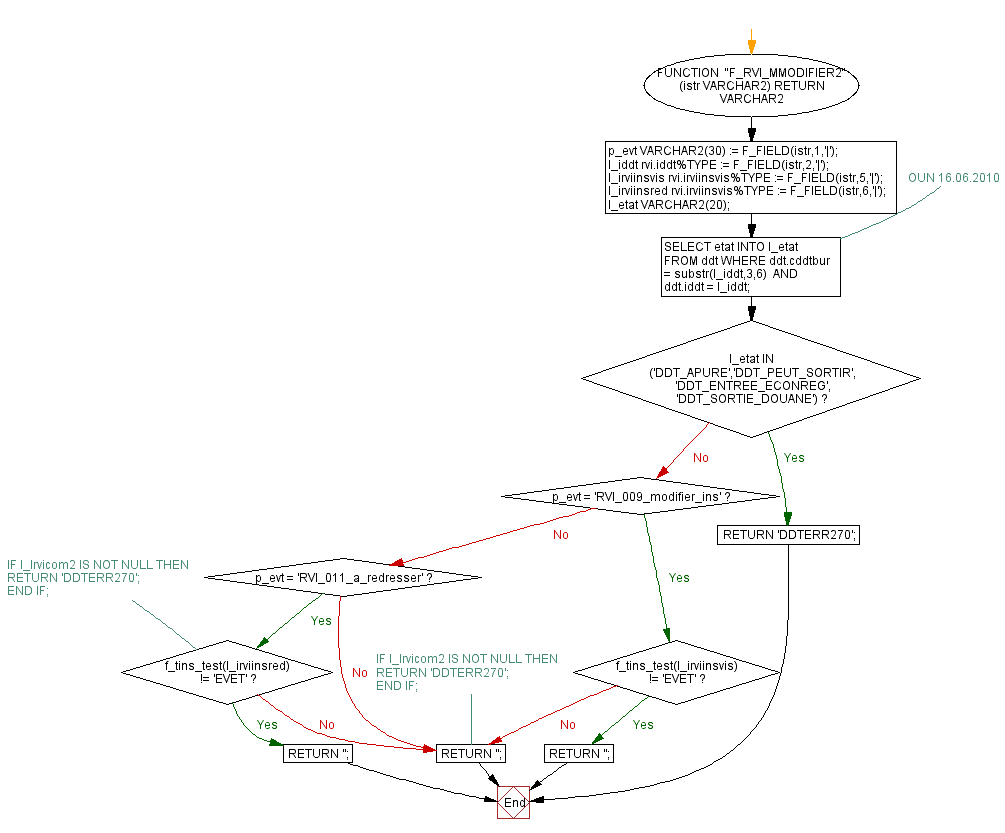 FUNCTION "F_RVI_MMODIFIER2"
(istr VARCHAR2) RETURN
VARCHAR2
p_evt VARCHAR2(30) := F_FIELD(istr,1,'|');
l_iddt rvi.iddt%TYPE := F_FIELD(istr,2,'|');
l_irviinsvis rvi.irviinsvis%TYPE := F_FIELD(istr,5,'|');
l_irviinsred rvi.irviinsvis%TYPE := F_FIELD(istr,6,'|');
l_etat VARCHAR2(20);
OUN 16.06.2010
SELECT etat INTO l_etat
FROM ddt WHERE ddt.cddtbur
= substr(l_iddt,3,6) AND
ddt.iddt = l_iddt;
l_etat IN
('DDT_APURE','DDT_PEUT_SORTIR',
'DDT_ENTREE_ECONREG',
'DDT_SORTIE_DOUANE') ?
No
Yes
p_evt = 'RVI_009_modifier_ins' ?
RETURN 'DDTERR270';
No
Yes
IF l_Irvicom2 IS NOT NULL THEN
RETURN 'DDTERR270';
END IF;
p_evt = 'RVI_011_a_redresser' ?
Yes
No
f_tins_test(l_irviinsred)
!= 'EVET' ?
IF l_Irvicom2 IS NOT NULL THEN
RETURN 'DDTERR270';
END IF;
f_tins_test(l_irviinsvis)
!= 'EVET' ?
Yes
No
No
Yes
RETURN '';
RETURN '';
RETURN '';
End